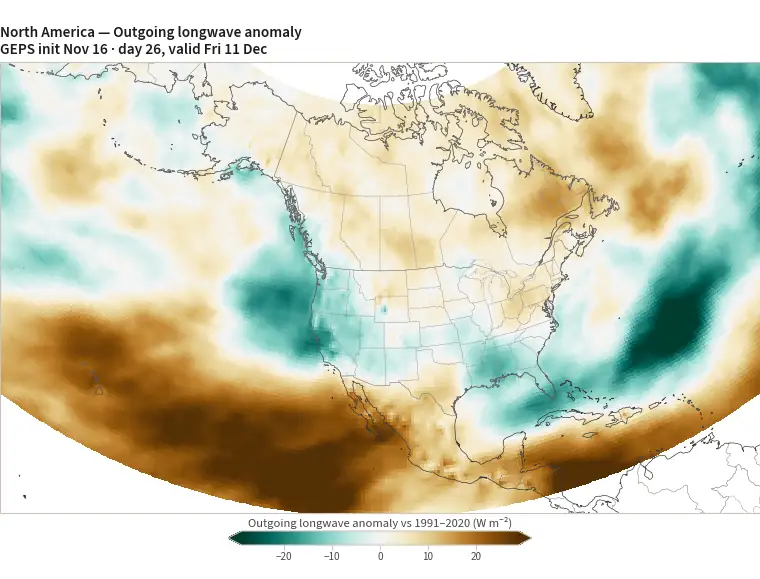 North America — Outgoing longwave anomaly
GEPS init Nov 16 · day 26, valid Fri 11 Dec
Outgoing longwave anomaly vs 1991–2020 (W m⁻²)
−20 −10 0 10 20